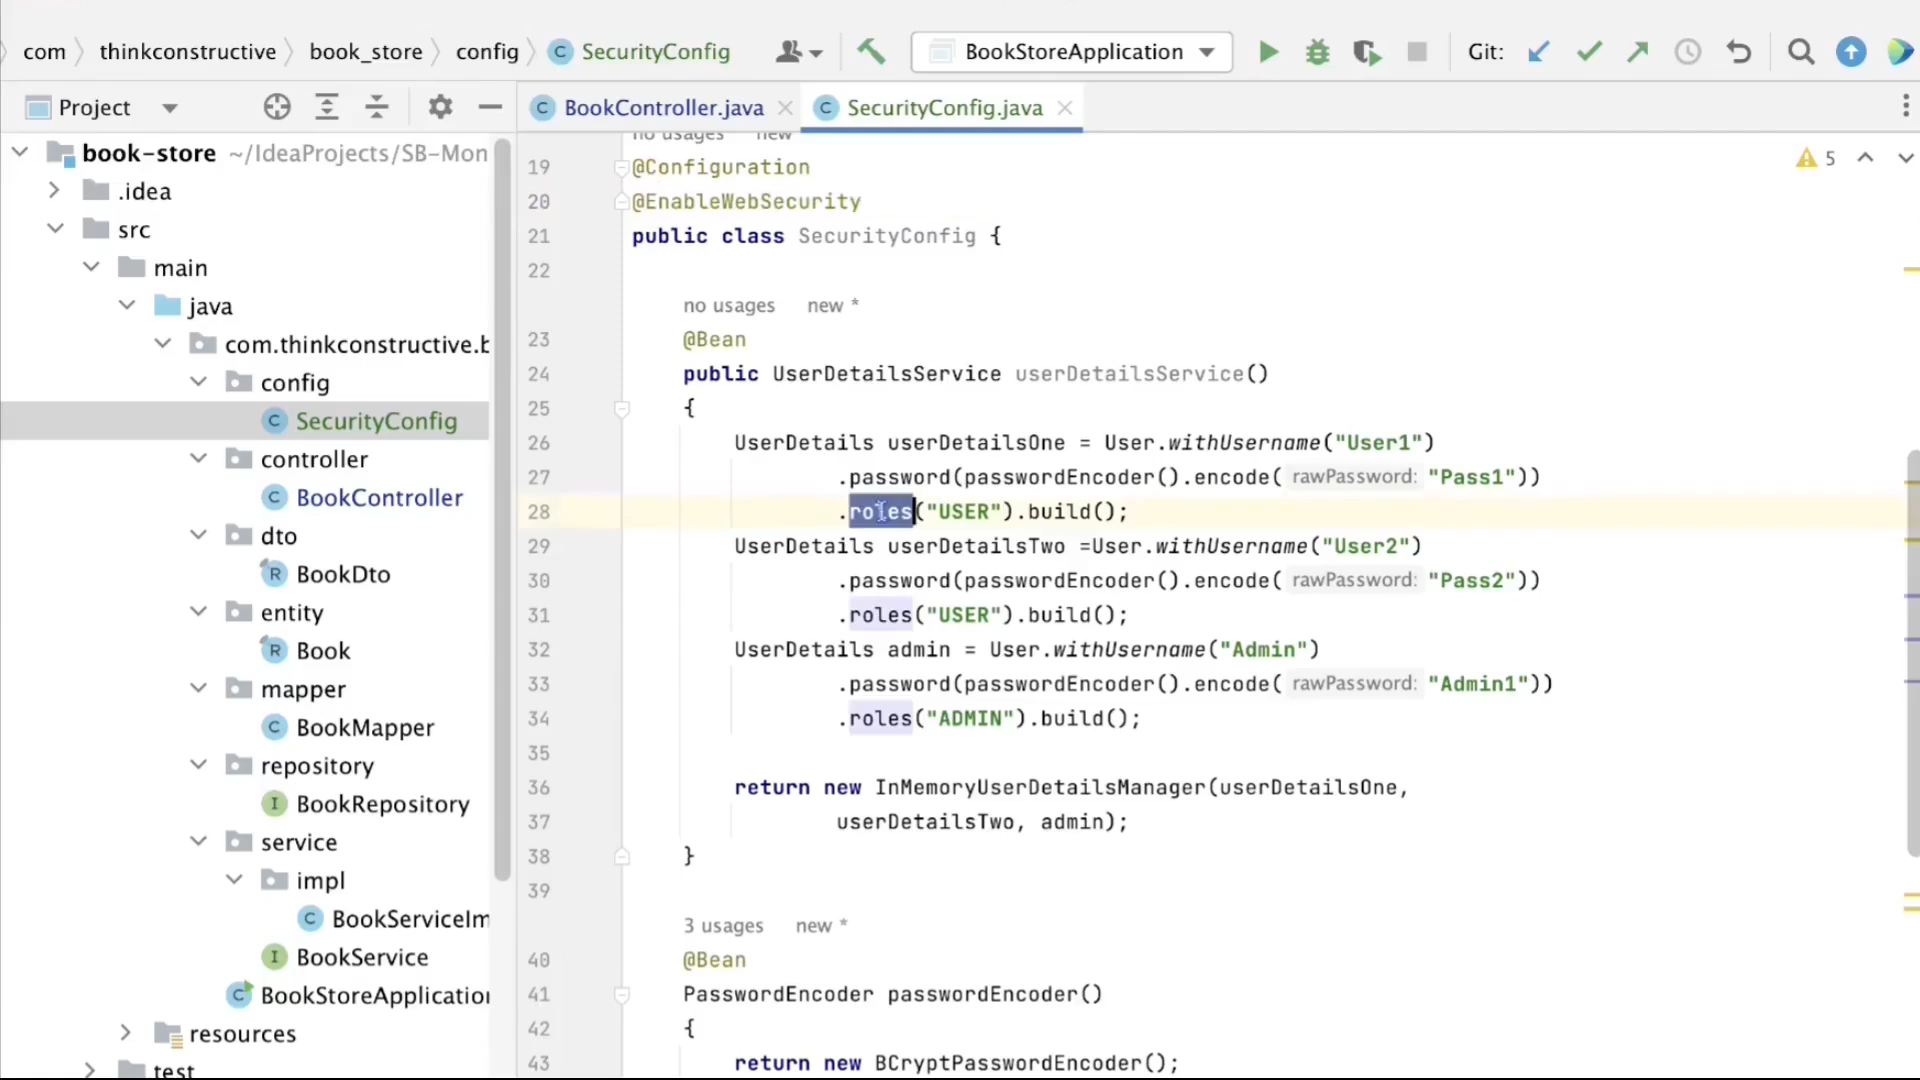 com thinkconstructive book_store config SecurityConfig BookStoreApplication Git:
Project
BookController.java SecurityConfig.java
book-store ~/IdeaProjects/SB-Mon
.idea
src
main
java
com.thinkconstructive.b
config
SecurityConfig
controller
BookController
dto
BookDto
entity
Book
mapper
BookMapper
repository
BookRepository
service
impl
BookServiceIm
BookService
BookStoreApplication
resources
test
no usages new
19 @Configuration
20 @EnableWebSecurity
21 public class SecurityConfig {
22
no usages new *
23 @Bean
24 public UserDetailsService userDetailsService()
25 {
26 UserDetails userDetailsOne = User.withUsername("User1")
27 .password(passwordEncoder().encode( rawPassword: "Pass1"))
28 .roles("USER").build();
29 UserDetails userDetailsTwo =User.withUsername("User2")
30 .password(passwordEncoder().encode( rawPassword: "Pass2"))
31 .roles("USER").build();
32 UserDetails admin = User.withUsername("Admin")
33 .password(passwordEncoder().encode( rawPassword: "Admin1"))
34 .roles("ADMIN").build();
35
36 return new InMemoryUserDetailsManager(userDetailsOne,
37 userDetailsTwo, admin);
38 }
39
3 usages new *
40 @Bean
41 PasswordEncoder passwordEncoder()
42 {
43 return new BCryptPasswordEncoder();
5